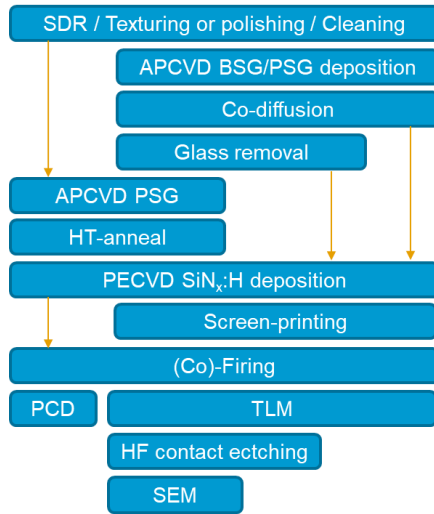 SDR / Texturing or polishing / Cleaning
APCVD BSG/PSG deposition
Co-diffusion
Glass removal
APCVD PSG
HT-anneal
PECVD SiNx:H deposition
Screen-printing
(Co)-Firing
PCD
TLM
HF contact ectching
SEM